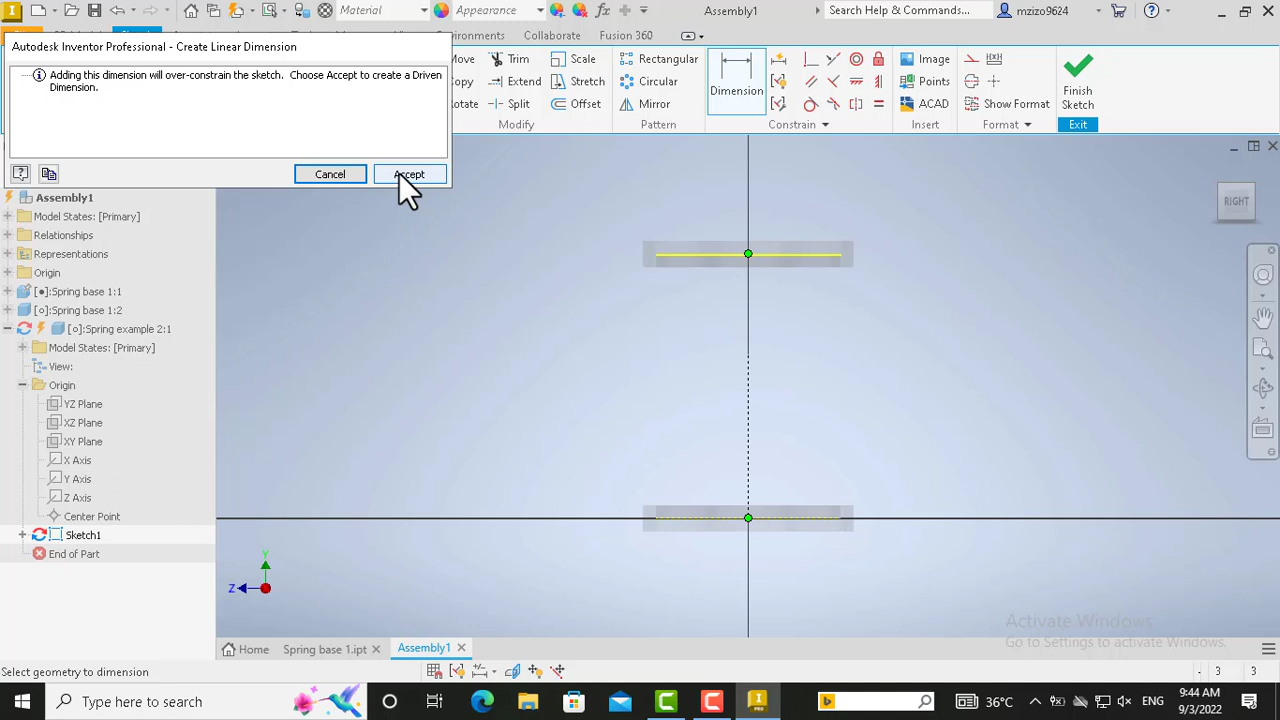 Material
Appearance
Assembly1
Search Help & Commands...
mzizo9624
Collaborate
Fusion 360
Autodesk Inventor Professional - Create Linear Dimension
Adding this dimension will over-constrain the sketch. Choose Accept to create a Driven
Dimension.
Cancel
Accept
Move
Trim
Scale
Copy
Extend
Stretch
Rotate
Split
Offset
Modify
Rectangular
Circular
Mirror
Pattern
Dimension
Constrain
Image
Points
ACAD
Insert
Show Format
Format
Finish
Sketch
Exit
Assembly1
Model States: [Primary]
Relationships
Representations
Origin
[●]:Spring base 1:1
[○]:Spring base 1:2
[○]:Spring example 2:1
Model States: [Primary]
View:
Origin
YZ Plane
XZ Plane
XY Plane
X Axis
Y Axis
Z Axis
Center Point
Sketch1
End of Part
RIGHT
Y
Z
Activate Windows
Go to Settings to activate Windows.
Home
Spring base 1.ipt
Assembly1
Select geometry to dimension
3
3
Type here to search
36°C
ENG
9:44 AM
9/3/2022